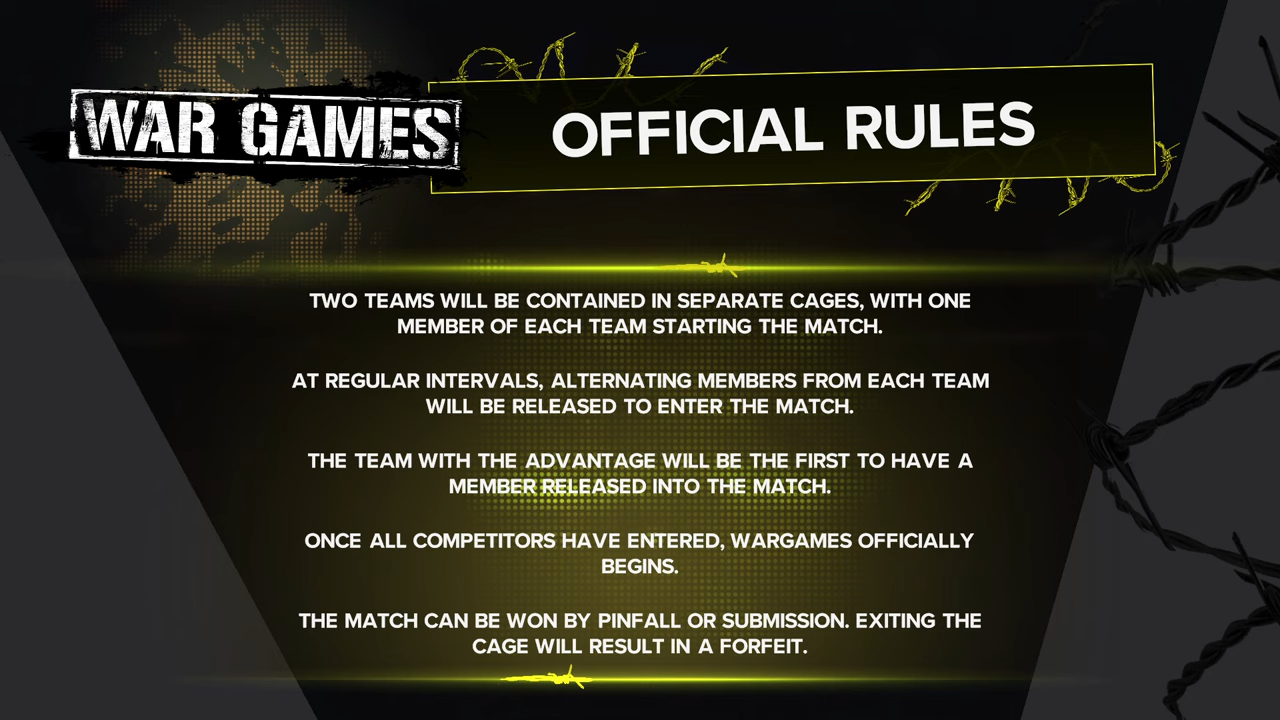 WAR GAMES
OFFICIAL RULES
TWO TEAMS WILL BE CONTAINED IN SEPARATE CAGES, WITH ONE
MEMBER OF EACH TEAM STARTING THE MATCH.
AT REGULAR INTERVALS, ALTERNATING MEMBERS FROM EACH TEAM
WILL BE RELEASED TO ENTER THE MATCH.
THE TEAM WITH THE ADVANTAGE WILL BE THE FIRST TO HAVE A
MEMBER RELEASED INTO THE MATCH.
ONCE ALL COMPETITORS HAVE ENTERED, WARGAMES OFFICIALLY
BEGINS.
THE MATCH CAN BE WON BY PINFALL OR SUBMISSION. EXITING THE
CAGE WILL RESULT IN A FORFEIT.